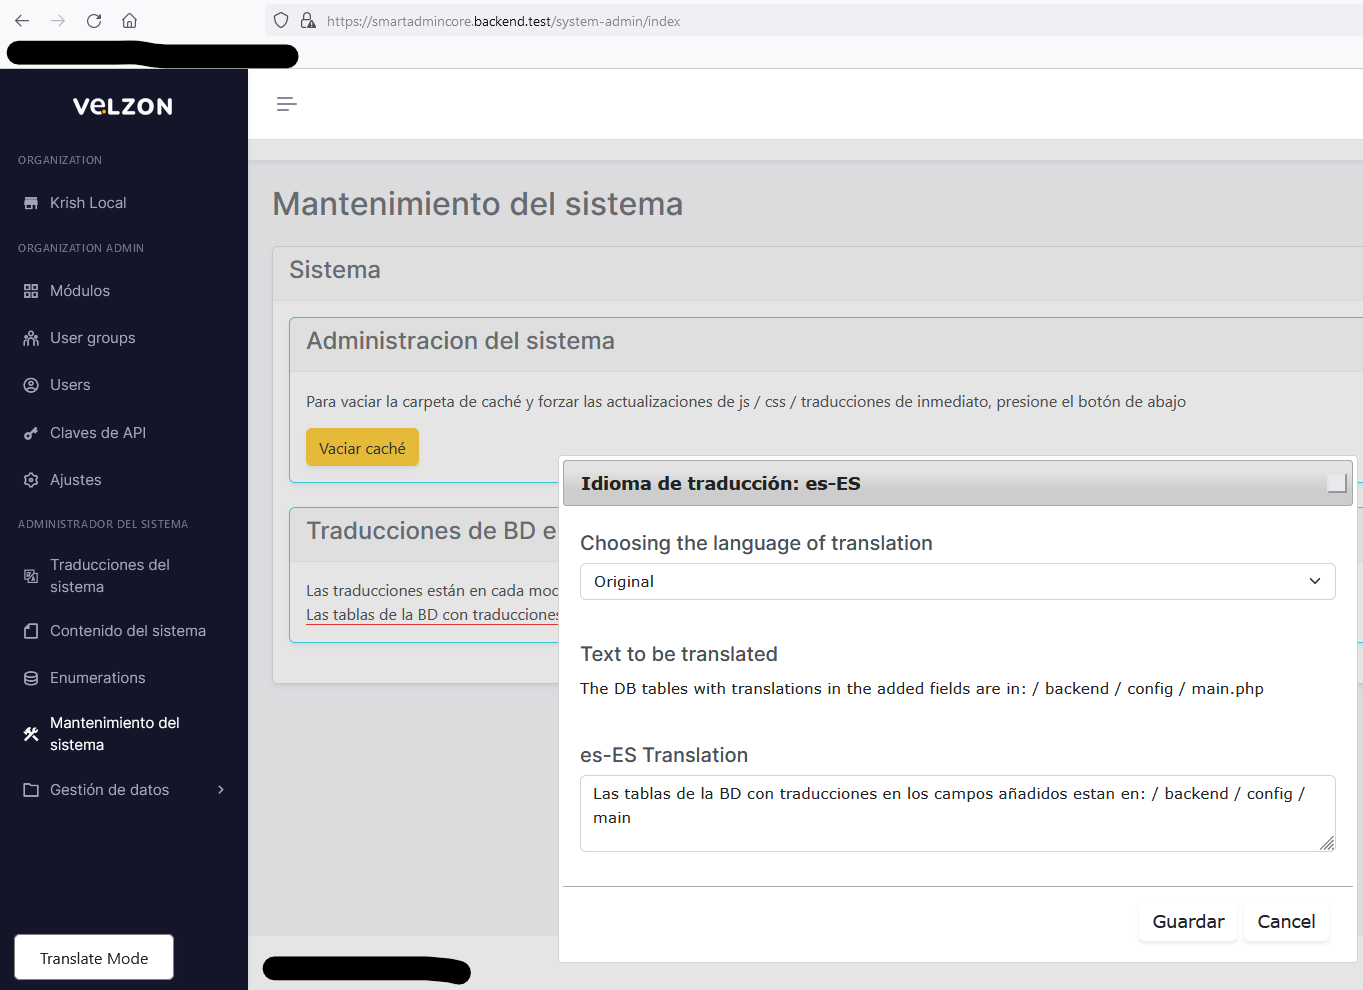 https://smartadmincore.backend.test/system-admin/index
VELZON
ORGANIZATION
Krish Local
ORGANIZATION ADMIN
Módulos
User groups
Users
Claves de API
Ajustes
ADMINISTRADOR DEL SISTEMA
Traducciones del
sistema
Contenido del sistema
Enumerations
Mantenimiento del
sistema
Gestión de datos
Translate Mode
Mantenimiento del sistema
Sistema
Administracion del sistema
Para vaciar la carpeta de caché y forzar las actualizaciones de js / css / traducciones de inmediato, presione el botón de abajo
Vaciar caché
Traducciones de BD e
Las traducciones están en cada mod
Las tablas de la BD con traducciones
Idioma de traducción: es-ES
Choosing the language of translation
Original
Text to be translated
The DB tables with translations in the added fields are in: / backend / config / main.php
es-ES Translation
Las tablas de la BD con traducciones en los campos añadidos estan en: / backend / config /
main
Guardar
Cancel